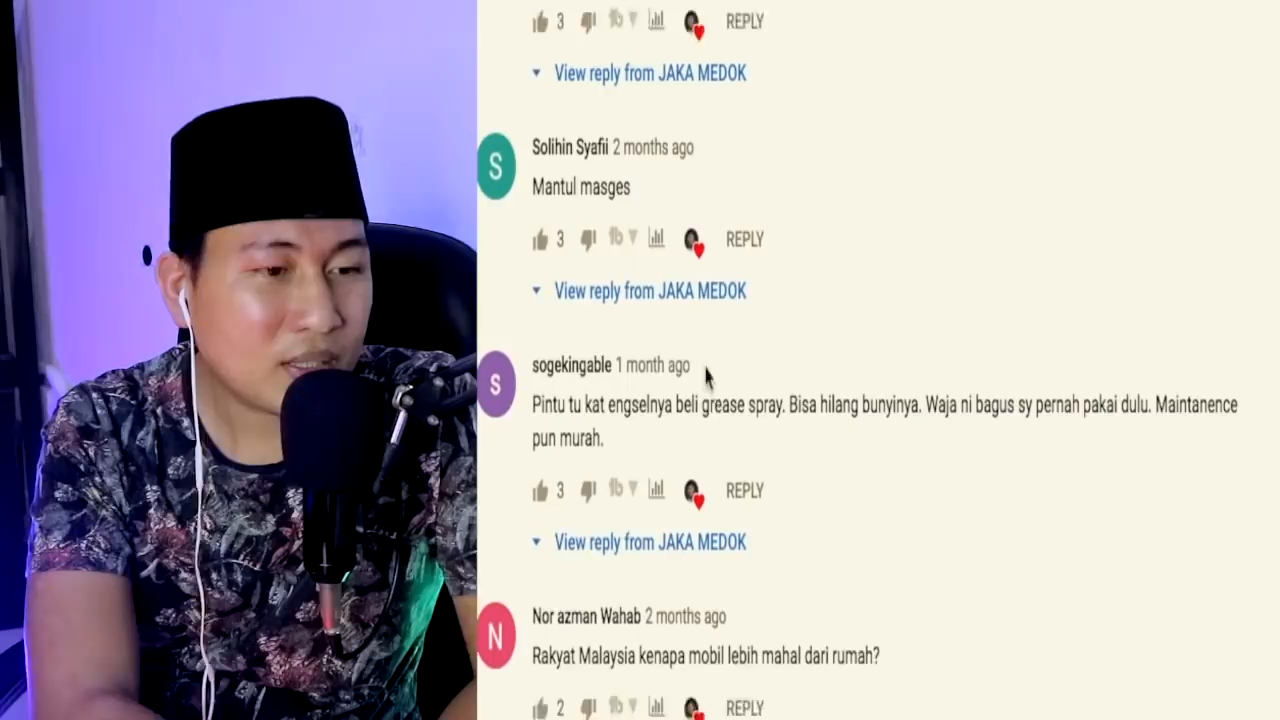 3 REPLY
View reply from JAKA MEDOK
S
Solihin Syafii 2 months ago
Mantul masges
3 REPLY
View reply from JAKA MEDOK
S
sogekingable 1 month ago
Pintu tu kat engselnya beli grease spray. Bisa hilang bunyinya. Waja ni bagus sy pernah pakai dulu. Maintanence
pun murah.
3 REPLY
View reply from JAKA MEDOK
N
Nor azman Wahab 2 months ago
Rakyat Malaysia kenapa mobil lebih mahal dari rumah?
2 REPLY